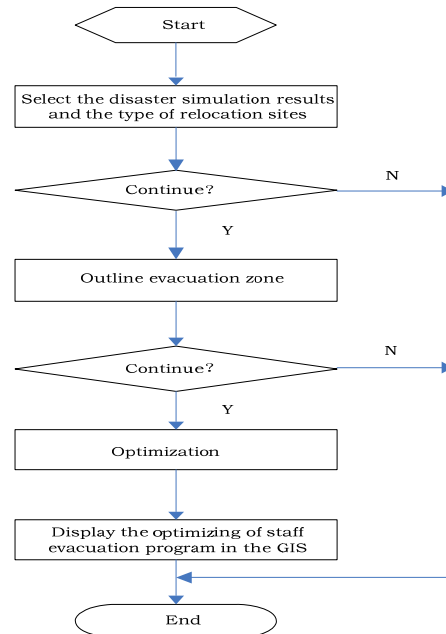 Start
Select the disaster simulation results
and the type of relocation sites
Continue?
N
Y
Outline evacuation zone
Continue?
N
Y
Optimization
Display the optimizing of staff
evacuation program in the GIS
End